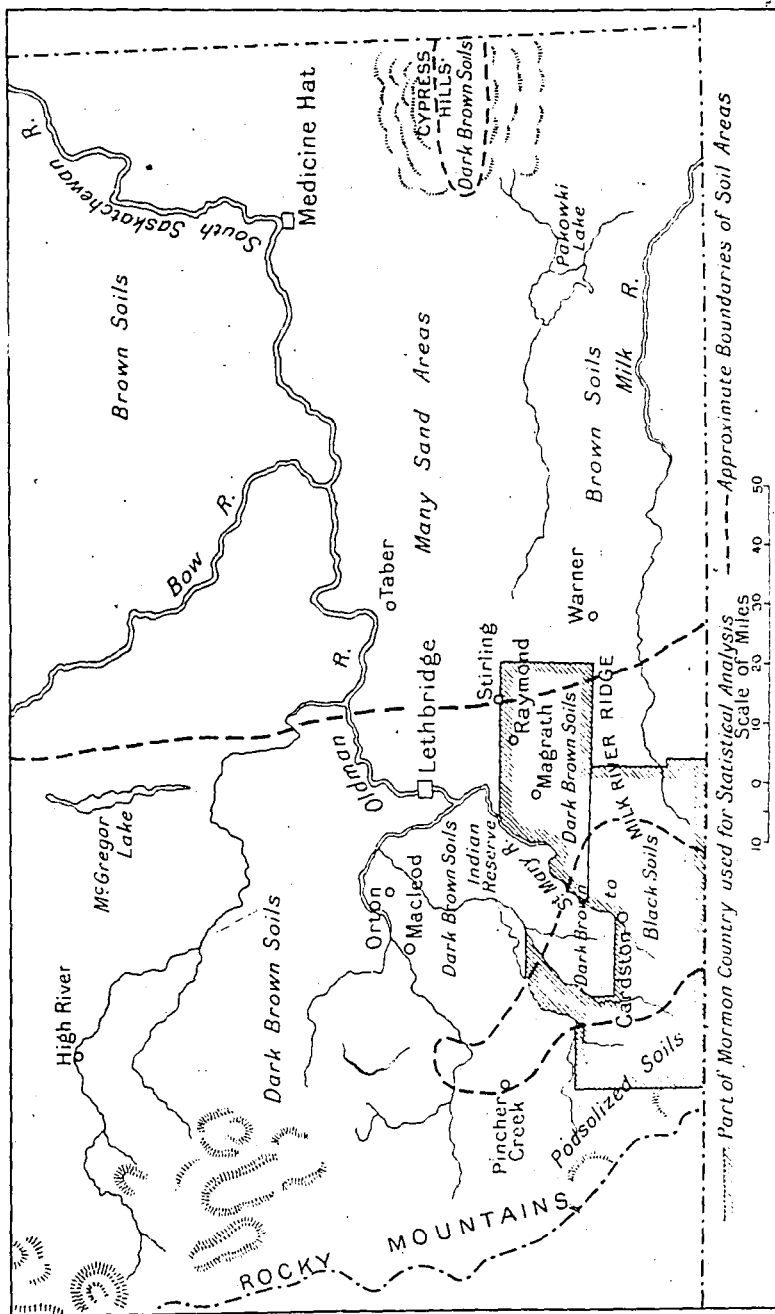 High River
McGregor
Lake
Bow
R.
Brown Soils
South Saskatchewan
R.
Medicine Hat
Dark Brown Soils
Oldman
R.
Taber
Many Sand Areas
CYPRESS
HILLS
Dark Brown Soils
Orton
Macleod
Lethbridge
Dark Brown Soils
Indian
Reserve
St. Mary R.
Stirling
Raymond
Magrath
Dark Brown Soils
Pakowki
Lake
Pincher
Creek
Dark Brown
to
Black Soils
Cardston
MILK RIVER RIDGE
Warner
Brown Soils
Milk
R.
Podsolized Soils
ROCKY MOUNTAINS
Part of Mormon Country used for Statistical Analysis
Approximate Boundaries of Soil Areas
Scale of Miles
10 0 10 20 30 40 50